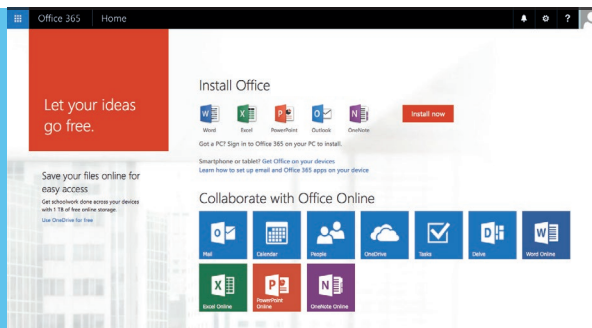 Office 365 Home
?
Let your ideas
go free.
Save your files online for
easy access
Get schoolwork done across your devices
with 1 TB of free online storage.
Use OneDrive for free
Install Office
W X P O N
Word Excel PowerPoint Outlook OneNote
Install now
Got a PC? Sign in to Office 365 on your PC to install.
Smartphone or tablet? Get Office on your devices
Learn how to set up email and Office 365 apps on your device
Collaborate with Office Online
O D W
Mail Calendar People OneDrive Tasks Delve Word Online
X P N
Excel Online PowerPoint Online OneNote Online